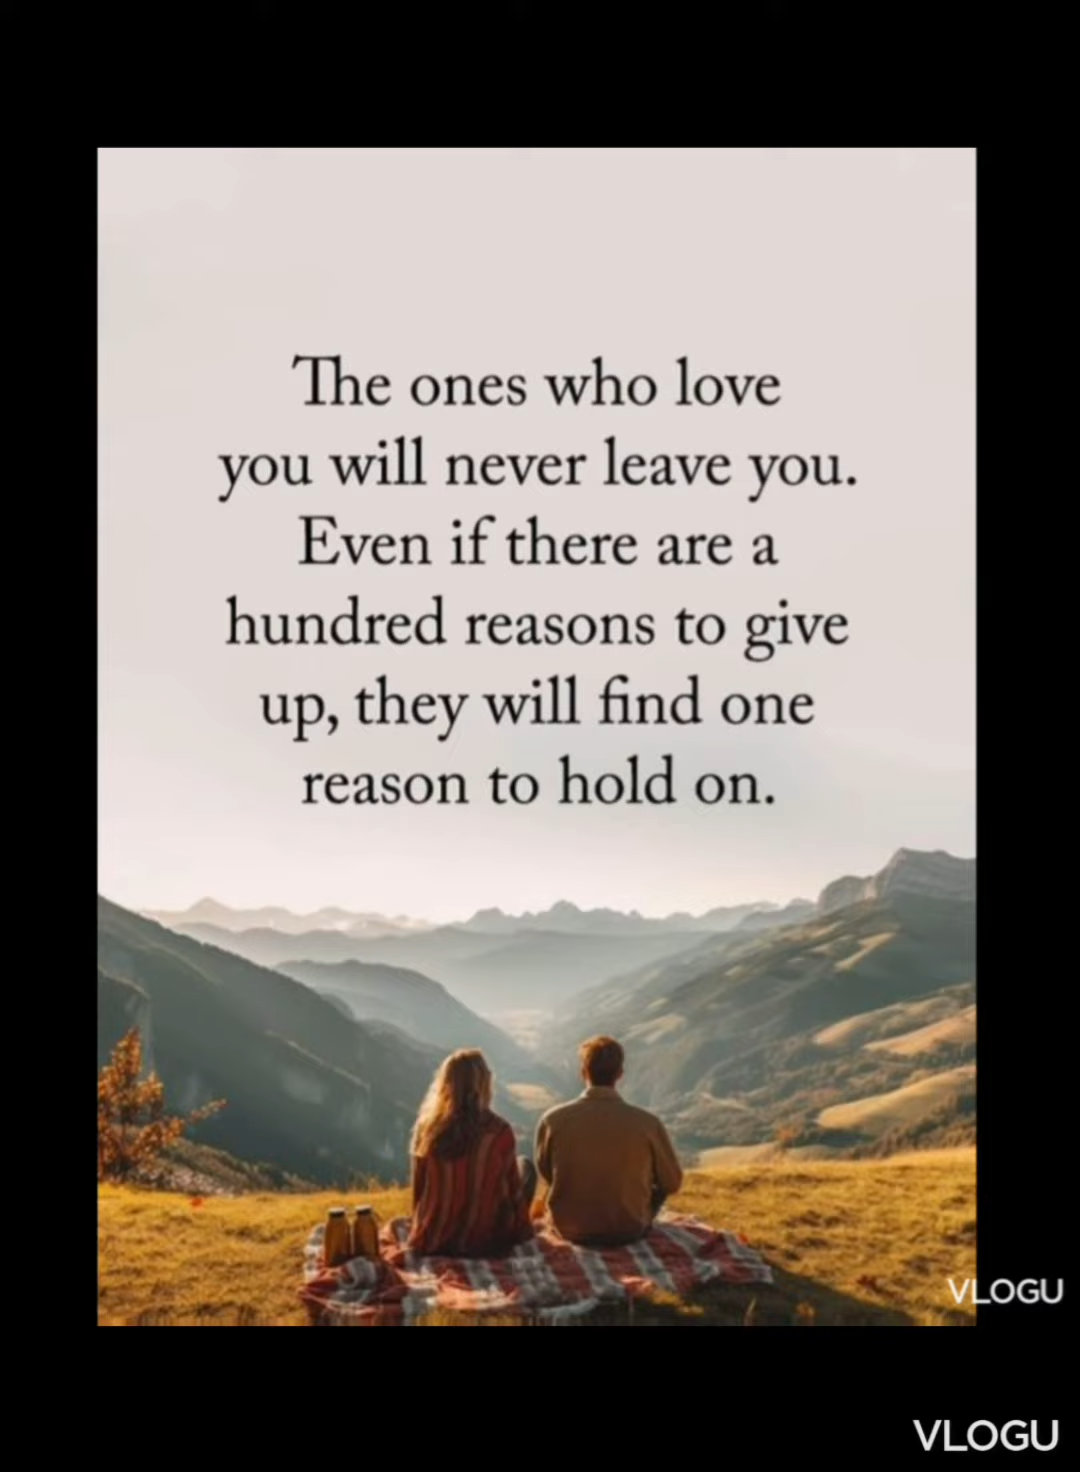 The ones who love
you will never leave you.
Even if there are a
hundred reasons to give
up, they will find one
reason to hold on.
VLOGU
VLOGU